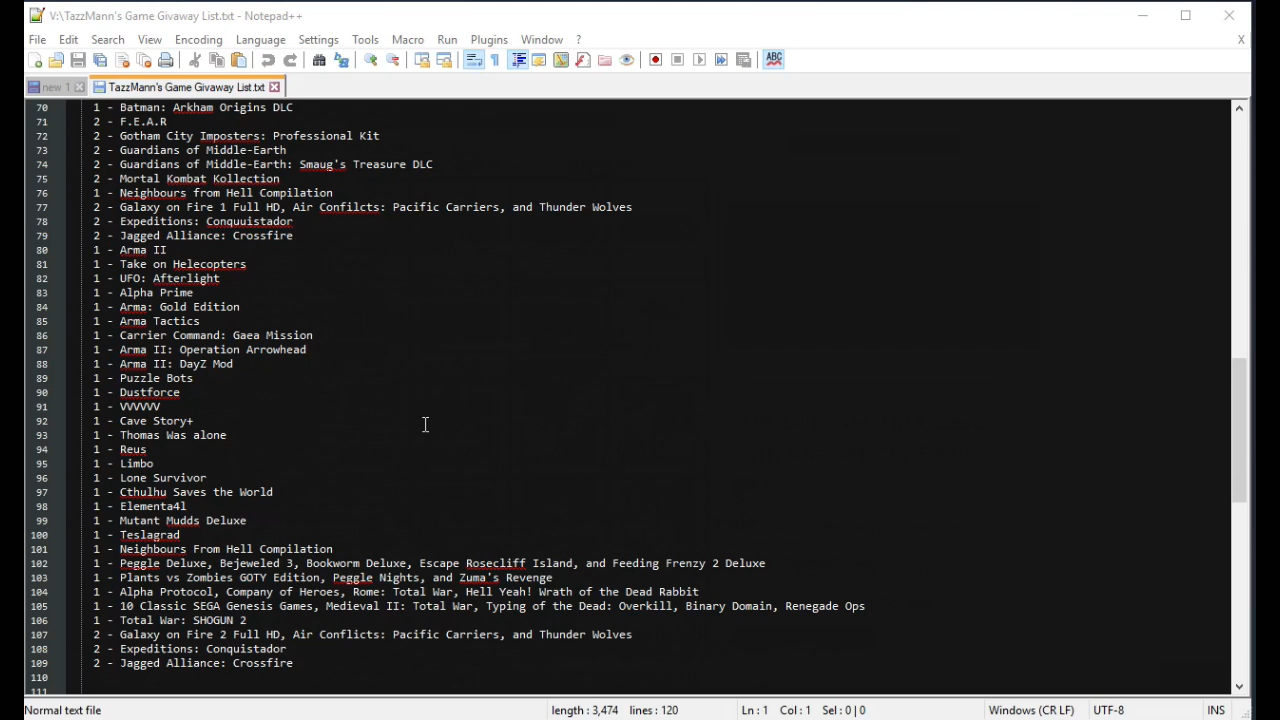 V:\TazzMann's Game Givaway List.txt - Notepad++
File Edit Search View Encoding Language Settings Tools Macro Run Plugins Window ? X
ABC
new 1 TazzMann's Game Givaway List.txt
70 1 - Batman: Arkham Origins DLC
71 2 - F.E.A.R
72 2 - Gotham City Imposters: Professional Kit
73 2 - Guardians of Middle-Earth
74 2 - Guardians of Middle-Earth: Smaug's Treasure DLC
75 2 - Mortal Kombat Kollection
76 1 - Neighbours from Hell Compilation
77 2 - Galaxy on Fire 1 Full HD, Air Confilcts: Pacific Carriers, and Thunder Wolves
78 2 - Expeditions: Conquuistador
79 2 - Jagged Alliance: Crossfire
80 1 - Arma II
81 1 - Take on Helecopters
82 1 - UFO: Afterlight
83 1 - Alpha Prime
84 1 - Arma: Gold Edition
85 1 - Arma Tactics
86 1 - Carrier Command: Gaea Mission
87 1 - Arma II: Operation Arrowhead
88 1 - Arma II: DayZ Mod
89 1 - Puzzle Bots
90 1 - Dustforce
91 1 - VVVVVV
92 1 - Cave Story+
93 1 - Thomas Was alone
94 1 - Reus
95 1 - Limbo
96 1 - Lone Survivor
97 1 - Cthulhu Saves the World
98 1 - Elementa4l
99 1 - Mutant Mudds Deluxe
100 1 - Teslagrad
101 1 - Neighbours From Hell Compilation
102 1 - Peggle Deluxe, Bejeweled 3, Bookworm Deluxe, Escape Rosecliff Island, and Feeding Frenzy 2 Deluxe
103 1 - Plants vs Zombies GOTY Edition, Peggle Nights, and Zuma's Revenge
104 1 - Alpha Protocol, Company of Heroes, Rome: Total War, Hell Yeah! Wrath of the Dead Rabbit
105 1 - 10 Classic SEGA Genesis Games, Medieval II: Total War, Typing of the Dead: Overkill, Binary Domain, Renegade Ops
106 1 - Total War: SHOGUN 2
107 2 - Galaxy on Fire 2 Full HD, Air Conflicts: Pacific Carriers, and Thunder Wolves
108 2 - Expeditions: Conquistador
109 2 - Jagged Alliance: Crossfire
110
111
Normal text file length : 3,474 lines : 120 Ln : 1 Col : 1 Sel : 0 | 0 Windows (CR LF) UTF-8 INS